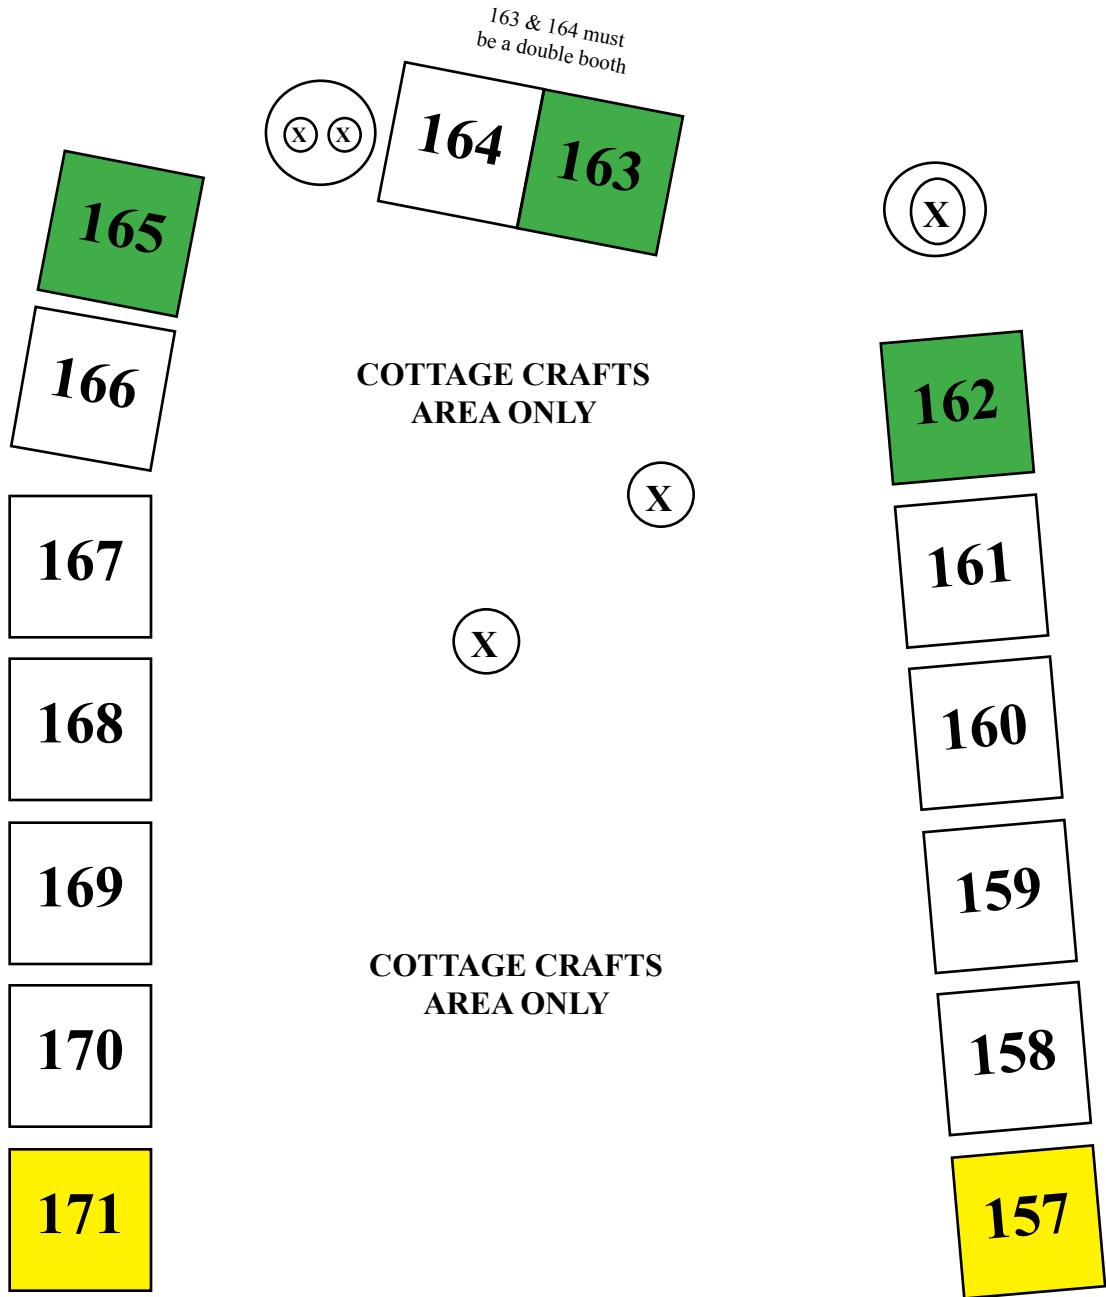 163 & 164 must
be a double booth
X X
164
163
165
X
166
COTTAGE CRAFTS
AREA ONLY
162
X
167
161
X
168
160
169
159
COTTAGE CRAFTS
AREA ONLY
170
158
171
157